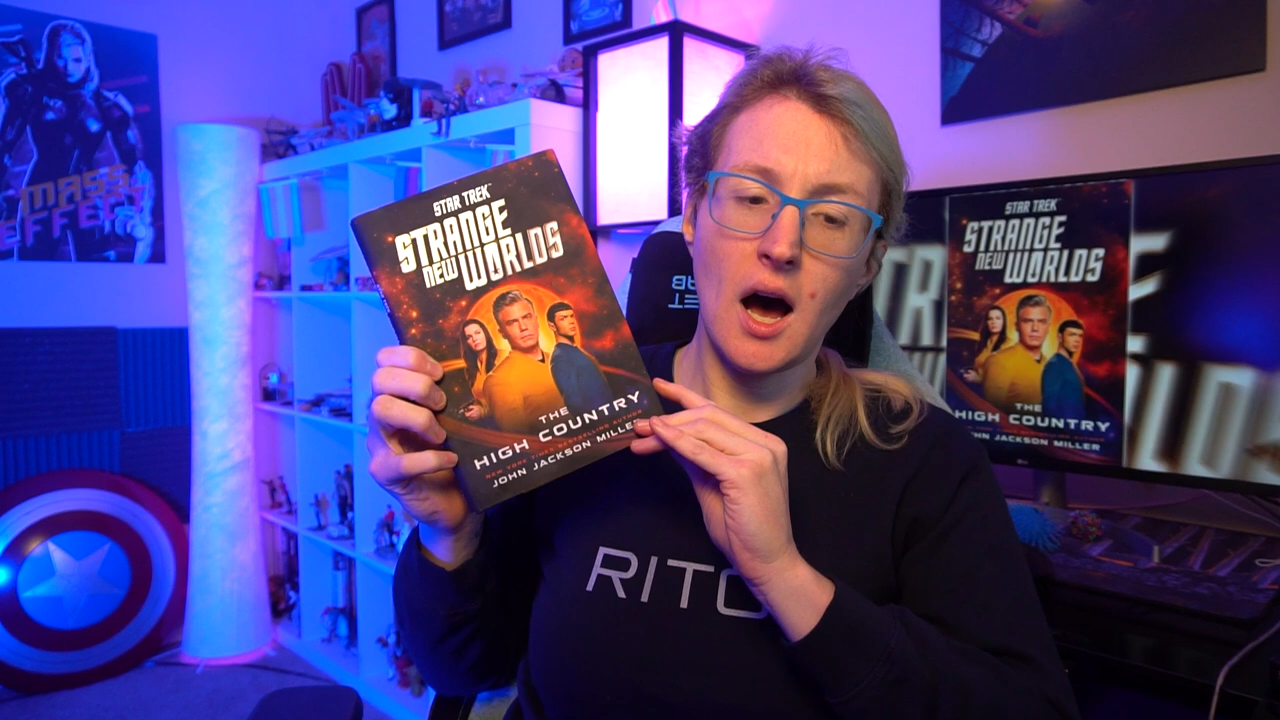 MASS
EFFECT
STAR TREK™
STRANGE
NEW WORLDS
THE
HIGH COUNTRY
NEW YORK TIMES BESTSELLING AUTHOR
JOHN JACKSON MILLER
RITO
STAR TREK
STRANGE
NEW WORLDS
THE
HIGH COUNTRY
JOHN JACKSON MILLER